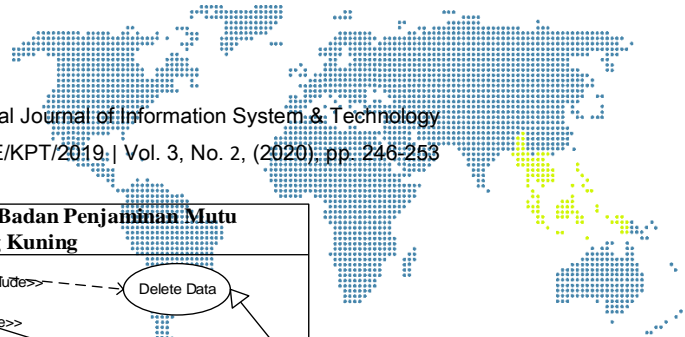 al Journal of Information System & Technology
E/KPT/2019 | Vol. 3, No. 2, (2020), pp. 246-253
Badan Penjaminan Mutu
Kuning
lude>>
Delete Data
e>>